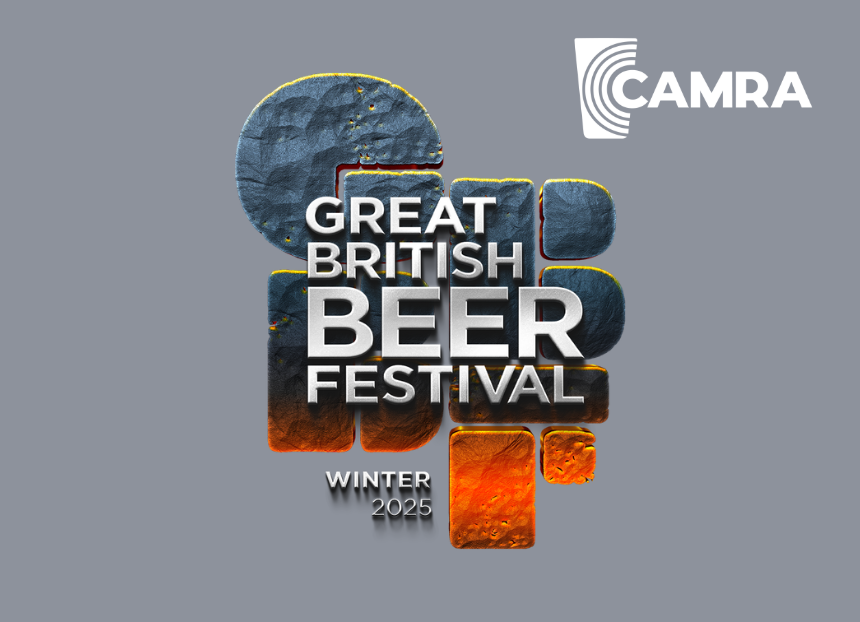 CAMRA
GREAT
BRITISH
BEER
FESTIVAL
WINTER
2025